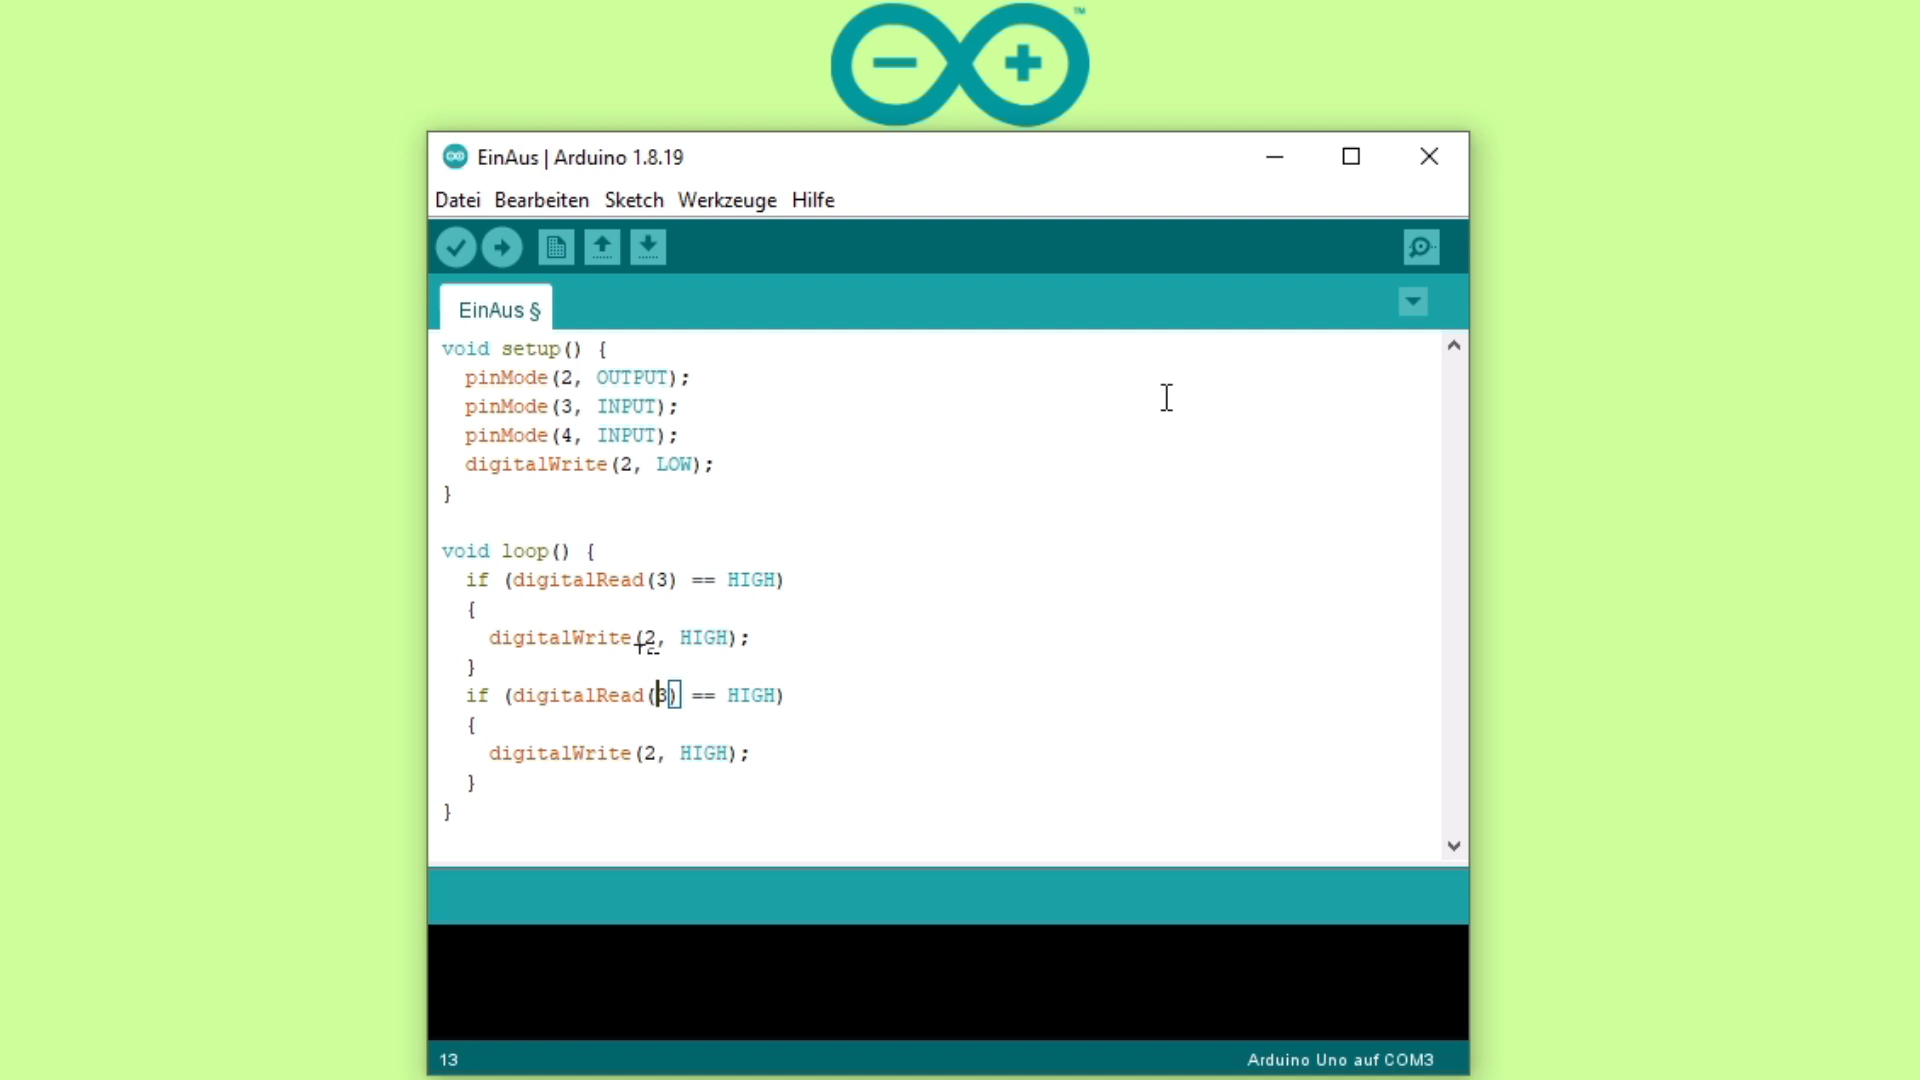 TM
EinAus | Arduino 1.8.19
Datei Bearbeiten Sketch Werkzeuge Hilfe
EinAus §
void setup() {
  pinMode(2, OUTPUT);
  pinMode(3, INPUT);
  pinMode(4, INPUT);
  digitalWrite(2, LOW);
}
void loop() {
  if (digitalRead(3) == HIGH)
  {
    digitalWrite(2, HIGH);
  }
  if (digitalRead(3) == HIGH)
  {
    digitalWrite(2, HIGH);
  }
}
13 Arduino Uno auf COM3